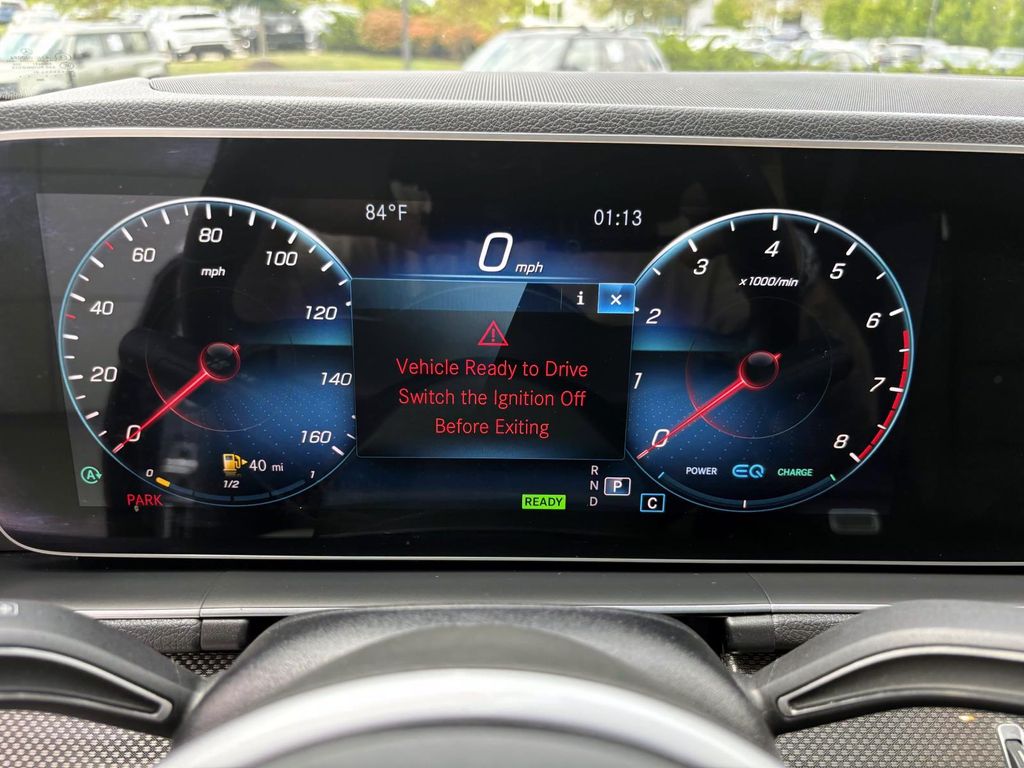 84°F
01:13
0 mph
0
20
40
60
80
100
120
140
160
mph
0
1
2
3
4
5
6
7
8
x1000/min
i ×
Vehicle Ready to Drive
Switch the Ignition Off
Before Exiting
A
PARK
0
1/2
1
40 mi
READY
R
N P
D
C
POWER EQ CHARGE